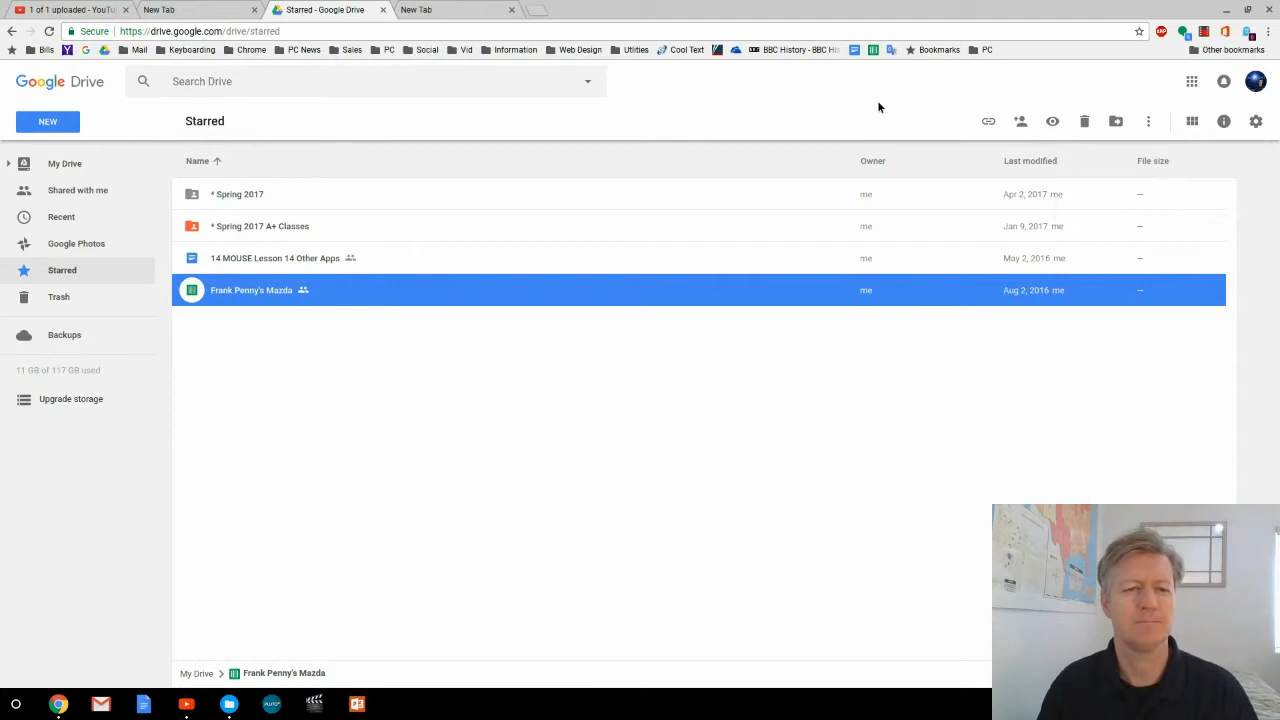 1 of 1 uploaded - YouTu
New Tab
Starred - Google Drive
New Tab
Secure https://drive.google.com/drive/starred
Bills Mail Keyboarding Chrome PC News Sales PC Social Vid Information Web Design Utilities Cool Text BBC History - BBC His Bookmarks PC Other bookmarks
Google Drive
Search Drive
NEW
Starred
Name Owner Last modified File size
My Drive
Shared with me
Recent
Google Photos
Starred
Trash
Backups
11 GB of 117 GB used
Upgrade storage
* Spring 2017 me Apr 2, 2017 me –
* Spring 2017 A+ Classes me Jan 9, 2017 me –
14 MOUSE Lesson 14 Other Apps me May 2, 2016 me –
Frank Penny's Mazda me Aug 2, 2016 me –
My Drive > Frank Penny's Mazda